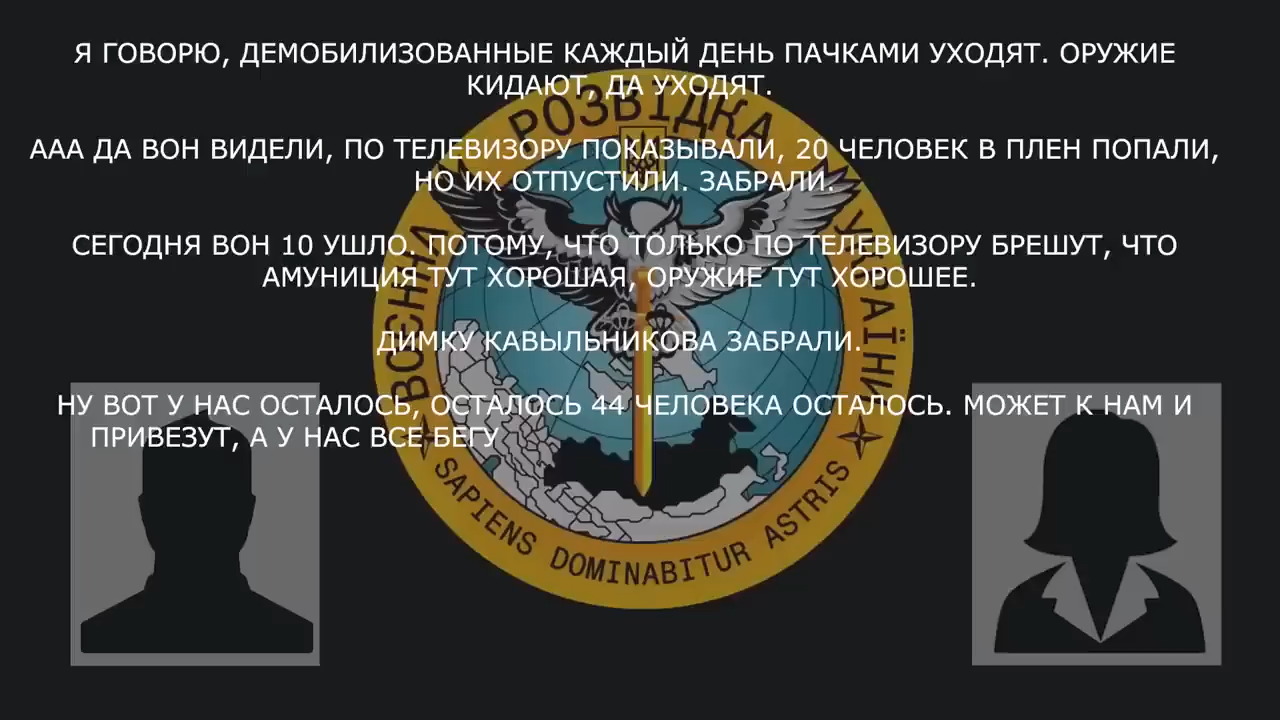 Я ГОВОРЮ, ДЕМОБИЛИЗОВАННЫЕ КАЖДЫЙ ДЕНЬ ПАЧКАМИ УХОДЯТ. ОРУЖИЕ
КИДАЮТ, ДА УХОДЯТ.
ААА ДА ВОН ВИДЕЛИ, ПО ТЕЛЕВИЗОРУ ПОКАЗЫВАЛИ, 20 ЧЕЛОВЕК В ПЛЕН ПОПАЛИ,
НО ИХ ОТПУСТИЛИ. ЗАБРАЛИ.
СЕГОДНЯ ВОН 10 УШЛО. ПОТОМУ, ЧТО ТОЛЬКО ПО ТЕЛЕВИЗОРУ БРЕШУТ, ЧТО
АМУНИЦИЯ ТУТ ХОРОШАЯ, ОРУЖИЕ ТУТ ХОРОШЕЕ.
ДИМКУ КАВЫЛЬНИКОВА ЗАБРАЛИ.
НУ ВОТ У НАС ОСТАЛОСЬ, ОСТАЛОСЬ 44 ЧЕЛОВЕКА ОСТАЛОСЬ. МОЖЕТ К НАМ И
ПРИВЕЗУТ, А У НАС ВСЕ БЕГУ
ВОЄННА РОЗВІДКА УКРАЇНИ
SAPIENS DOMINABITUR ASTRIS